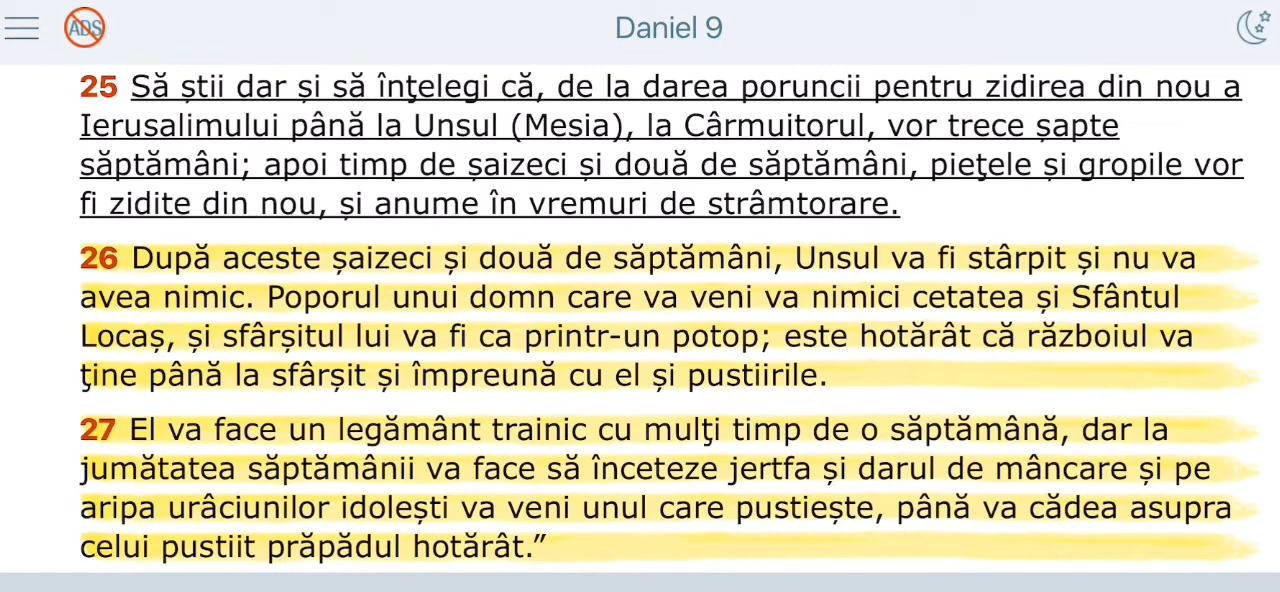 ADS
Daniel 9
25 Să știi dar și să înţelegi că, de la darea poruncii pentru zidirea din nou a
Ierusalimului până la Unsul (Mesia), la Cârmuitorul, vor trece șapte
săptămâni; apoi timp de șaizeci și două de săptămâni, pieţele și gropile vor
fi zidite din nou, și anume în vremuri de strâmtorare.
26 După aceste șaizeci și două de săptămâni, Unsul va fi stârpit și nu va
avea nimic. Poporul unui domn care va veni va nimici cetatea și Sfântul
Locaș, și sfârșitul lui va fi ca printr-un potop; este hotărât că războiul va
ţine până la sfârșit și împreună cu el și pustiirile.
27 El va face un legământ trainic cu mulţi timp de o săptămână, dar la
jumătatea săptămânii va face să înceteze jertfa și darul de mâncare și pe
aripa urâciunilor idolești va veni unul care pustiește, până va cădea asupra
celui pustiit prăpădul hotărât.”